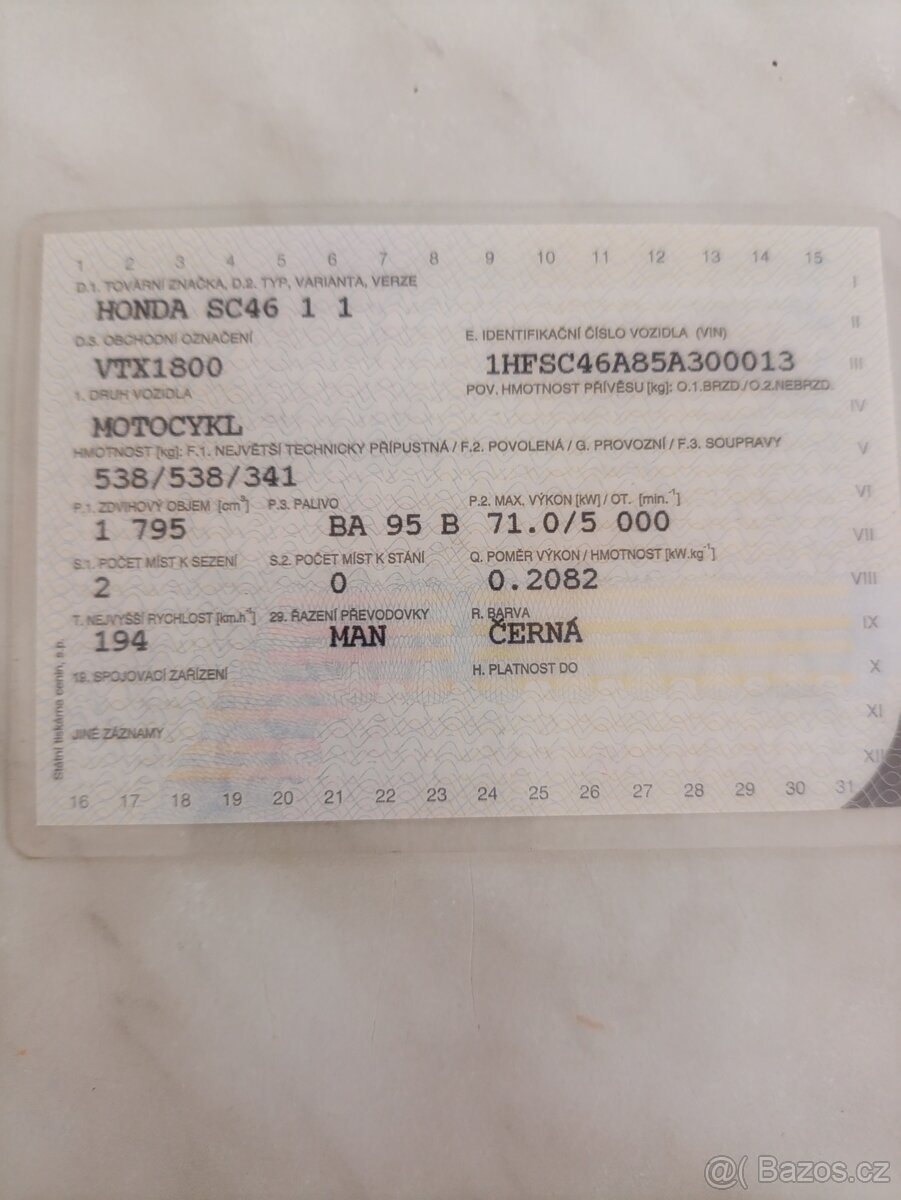 1 2 3 4 5 6 7 8 9 10 11 12 13 14 15
D.1. TOVÁRNÍ ZNAČKA, D.2. TYP, VARIANTA, VERZE
I
HONDA SC46 1 1
II
D.3. OBCHODNÍ OZNAČENÍ
E. IDENTIFIKAČNÍ ČÍSLO VOZIDLA (VIN)
VTX1800
1HFSC46A85A300013
III
1. DRUH VOZIDLA
POV. HMOTNOST PŘÍVĚSU [kg]: O.1.BRZD./O.2.NEBRZD.
IV
MOTOCYKL
HMOTNOST [kg]: F.1. NEJVĚTŠÍ TECHNICKY PŘÍPUSTNÁ / F.2. POVOLENÁ / G. PROVOZNÍ / F.3. SOUPRAVY
V
538/538/341
VI
P.1. ZDVIHOVÝ OBJEM [cm³] P.3. PALIVO P.2. MAX. VÝKON [kW] / OT. [min.⁻¹]
1 795 BA 95 B 71.0/5 000
VII
S.1. POČET MÍST K SEZENÍ S.2. POČET MÍST K STÁNÍ Q. POMĚR VÝKON / HMOTNOST [kW.kg⁻¹]
2 0 0.2082
VIII
T. NEJVYŠŠÍ RYCHLOST [km.h⁻¹] 29. ŘAZENÍ PŘEVODOVKY R. BARVA
IX
194 MAN ČERNÁ
19. SPOJOVACÍ ZAŘÍZENÍ H. PLATNOST DO
X
XI
JINÉ ZÁZNAMY
XII
Státní tiskárna cenin, s.p.
16 17 18 19 20 21 22 23 24 25 26 27 28 29 30 31
@( Bazos.cz